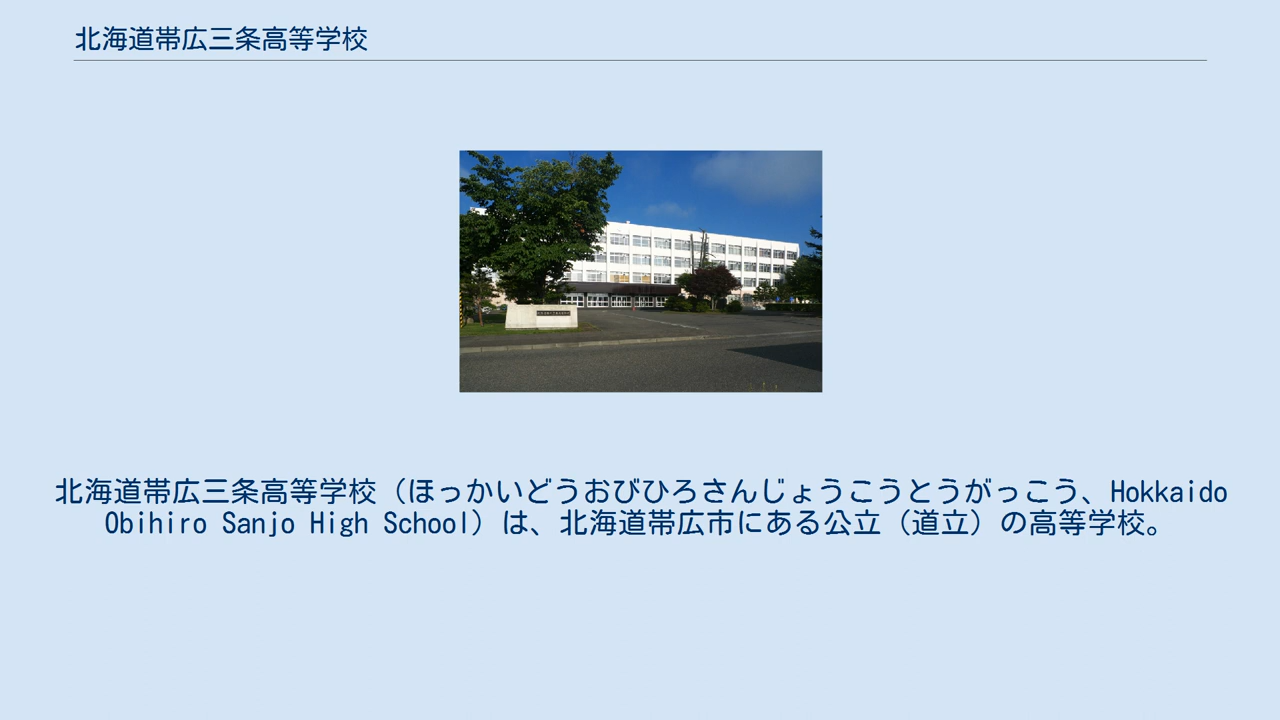 北海道帯広三条高等学校
北海道帯広三条高等学校（ほっかいどうおびひろさんじょうこうとうがっこう、Hokkaido
Obihiro Sanjo High School）は、北海道帯広市にある公立（道立）の高等学校。